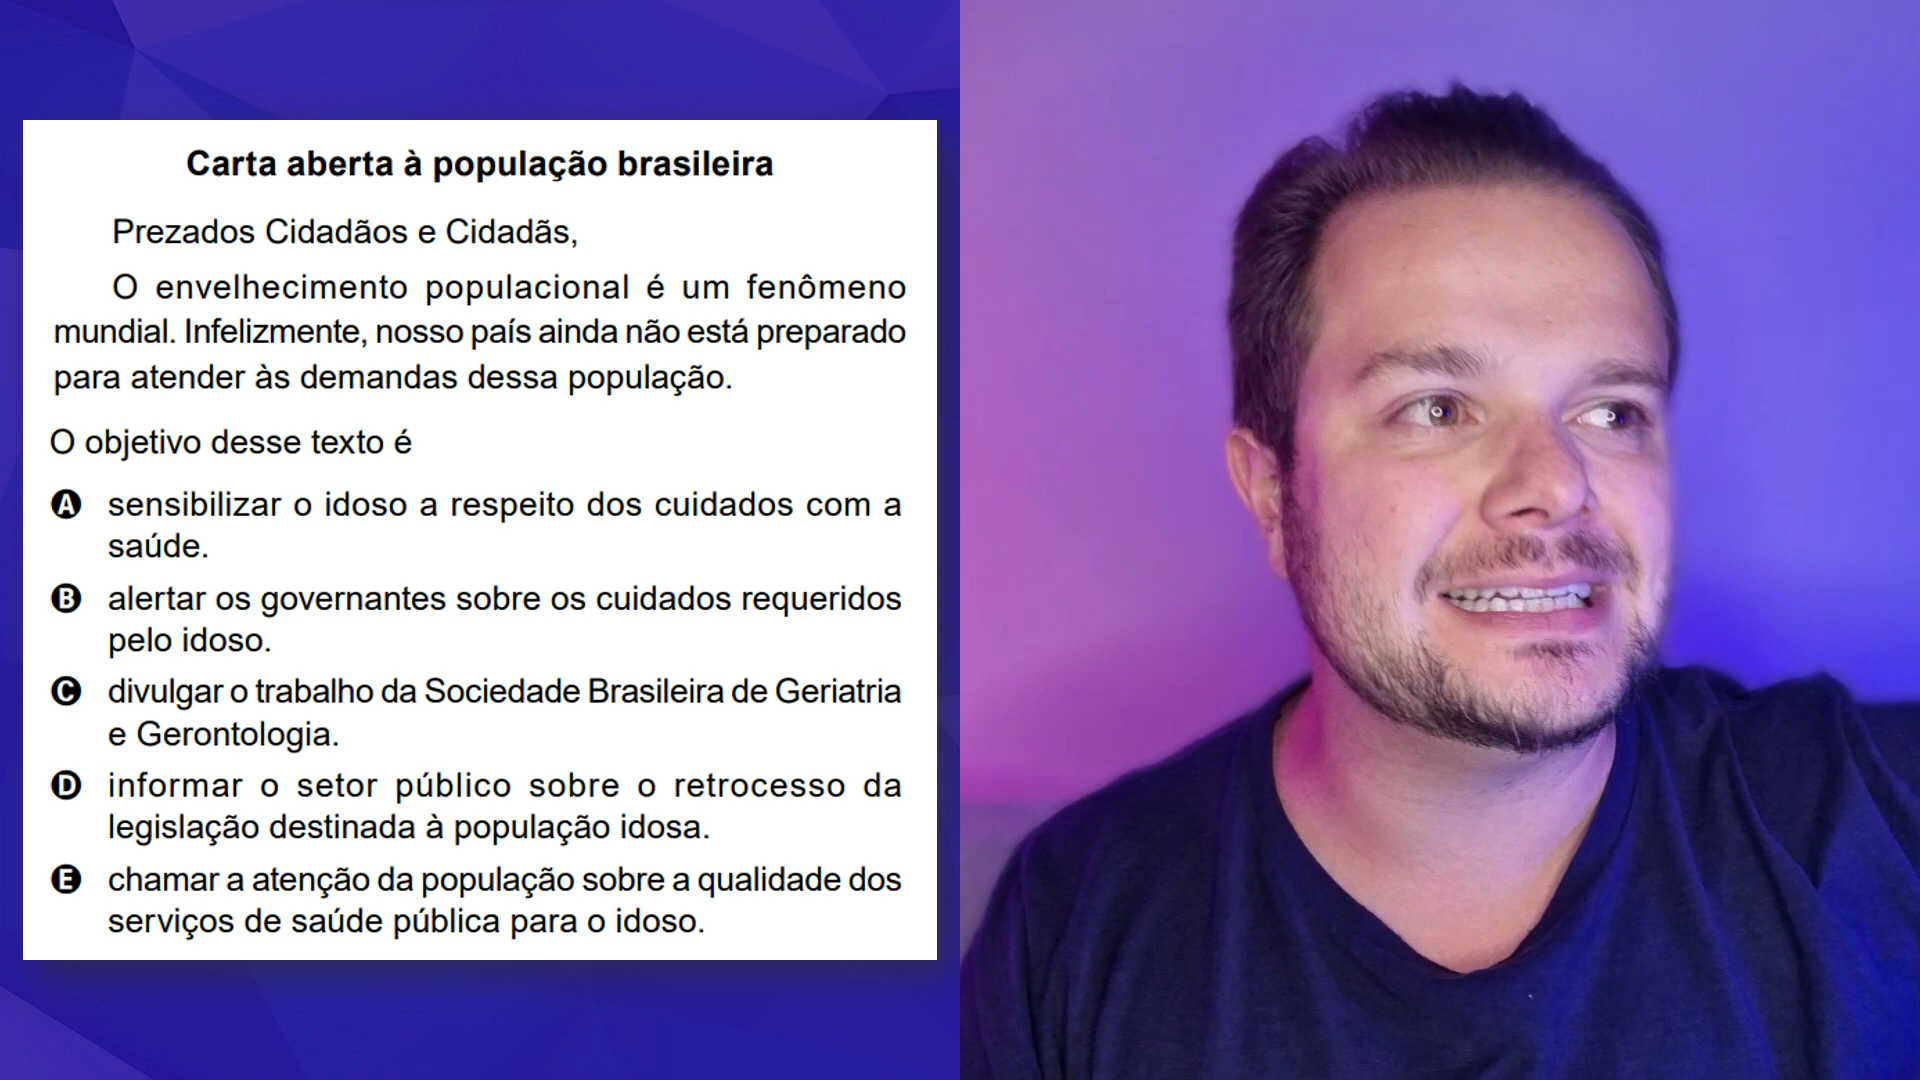 Carta aberta à população brasileira
Prezados Cidadãos e Cidadãs,
O envelhecimento populacional é um fenômeno
mundial. Infelizmente, nosso país ainda não está preparado
para atender às demandas dessa população.
O objetivo desse texto é
A sensibilizar o idoso a respeito dos cuidados com a
saúde.
B alertar os governantes sobre os cuidados requeridos
pelo idoso.
C divulgar o trabalho da Sociedade Brasileira de Geriatria
e Gerontologia.
D informar o setor público sobre o retrocesso da
legislação destinada à população idosa.
E chamar a atenção da população sobre a qualidade dos
serviços de saúde pública para o idoso.